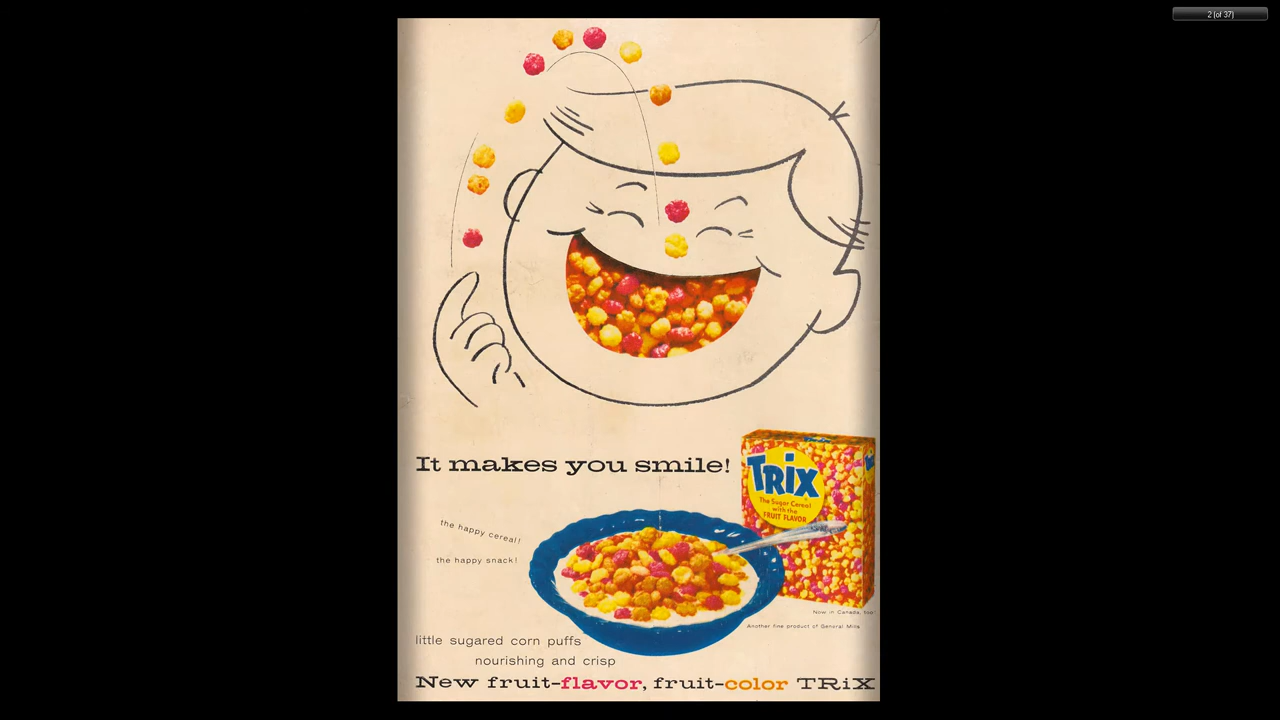 2 (of 37)
It makes you smile!
TRiX
The Sugar Cereal
with the
FRUIT FLAVOR
the happy cereal!
the happy snack!
Now in Canada, too!
Another fine product of General Mills
little sugared corn puffs
nourishing and crisp
New fruit-flavor, fruit-color TRiX